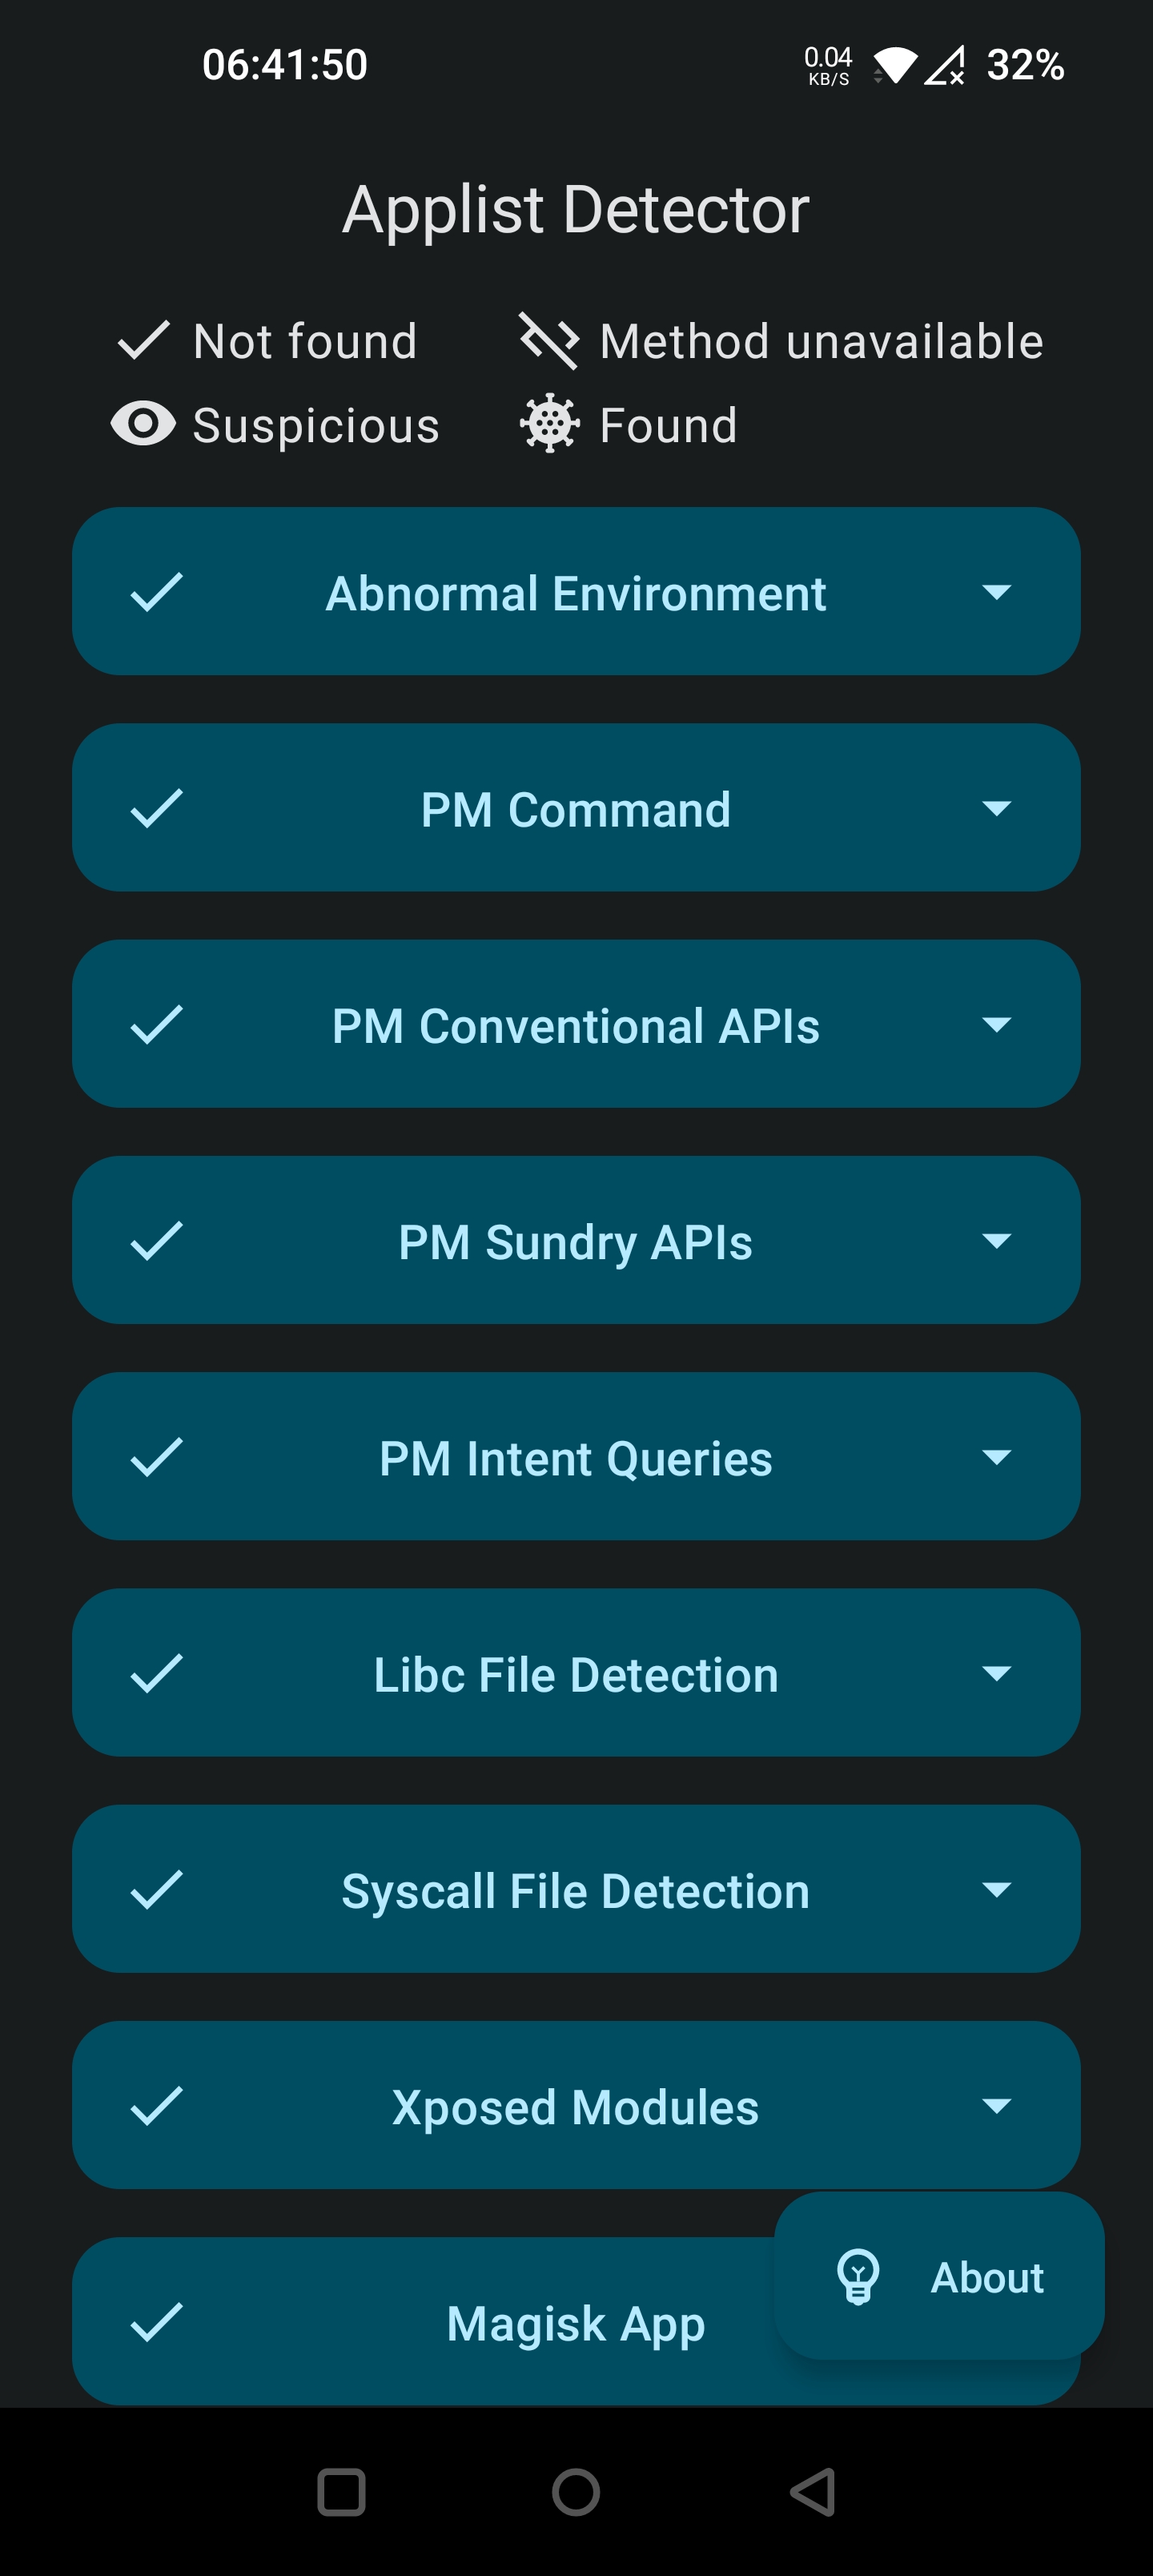 06:41:50 0.04 KB/S 32%
Applist Detector
Not found Method unavailable
Suspicious Found
Abnormal Environment
PM Command
PM Conventional APIs
PM Sundry APIs
PM Intent Queries
Libc File Detection
Syscall File Detection
Xposed Modules
About
Magisk App